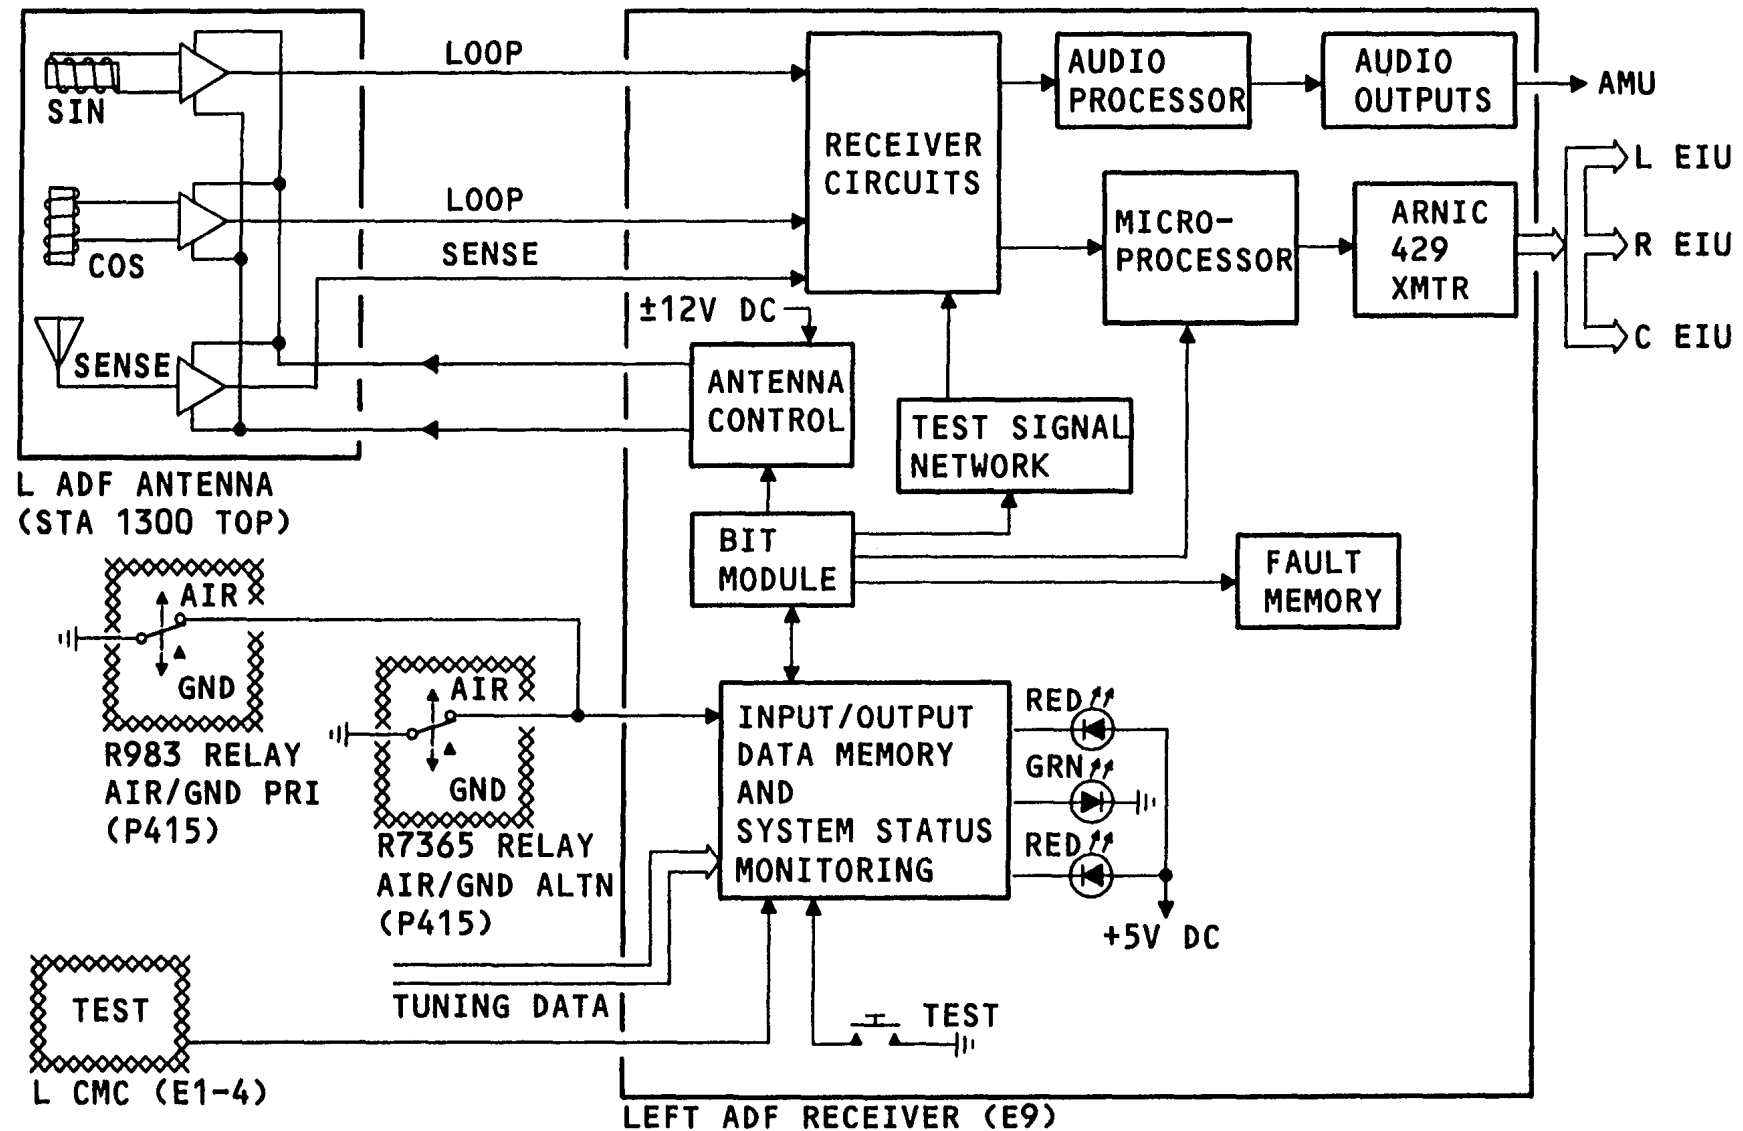 LOOP
SIN
LOOP
COS
SENSE
SENSE
L ADF ANTENNA
(STA 1300 TOP)
RECEIVER
CIRCUITS
AUDIO
PROCESSOR
AUDIO
OUTPUTS
AMU
MICRO-
PROCESSOR
ARNIC
429
XMTR
L EIU
R EIU
C EIU
±12V DC
ANTENNA
CONTROL
TEST SIGNAL
NETWORK
BIT
MODULE
FAULT
MEMORY
AIR
GND
R983 RELAY
AIR/GND PRI
(P415)
AIR
GND
R7365 RELAY
AIR/GND ALTN
(P415)
INPUT/OUTPUT
DATA MEMORY
AND
SYSTEM STATUS
MONITORING
RED
GRN
RED
+5V DC
TUNING DATA
TEST
TEST
L CMC (E1-4)
LEFT ADF RECEIVER (E9)